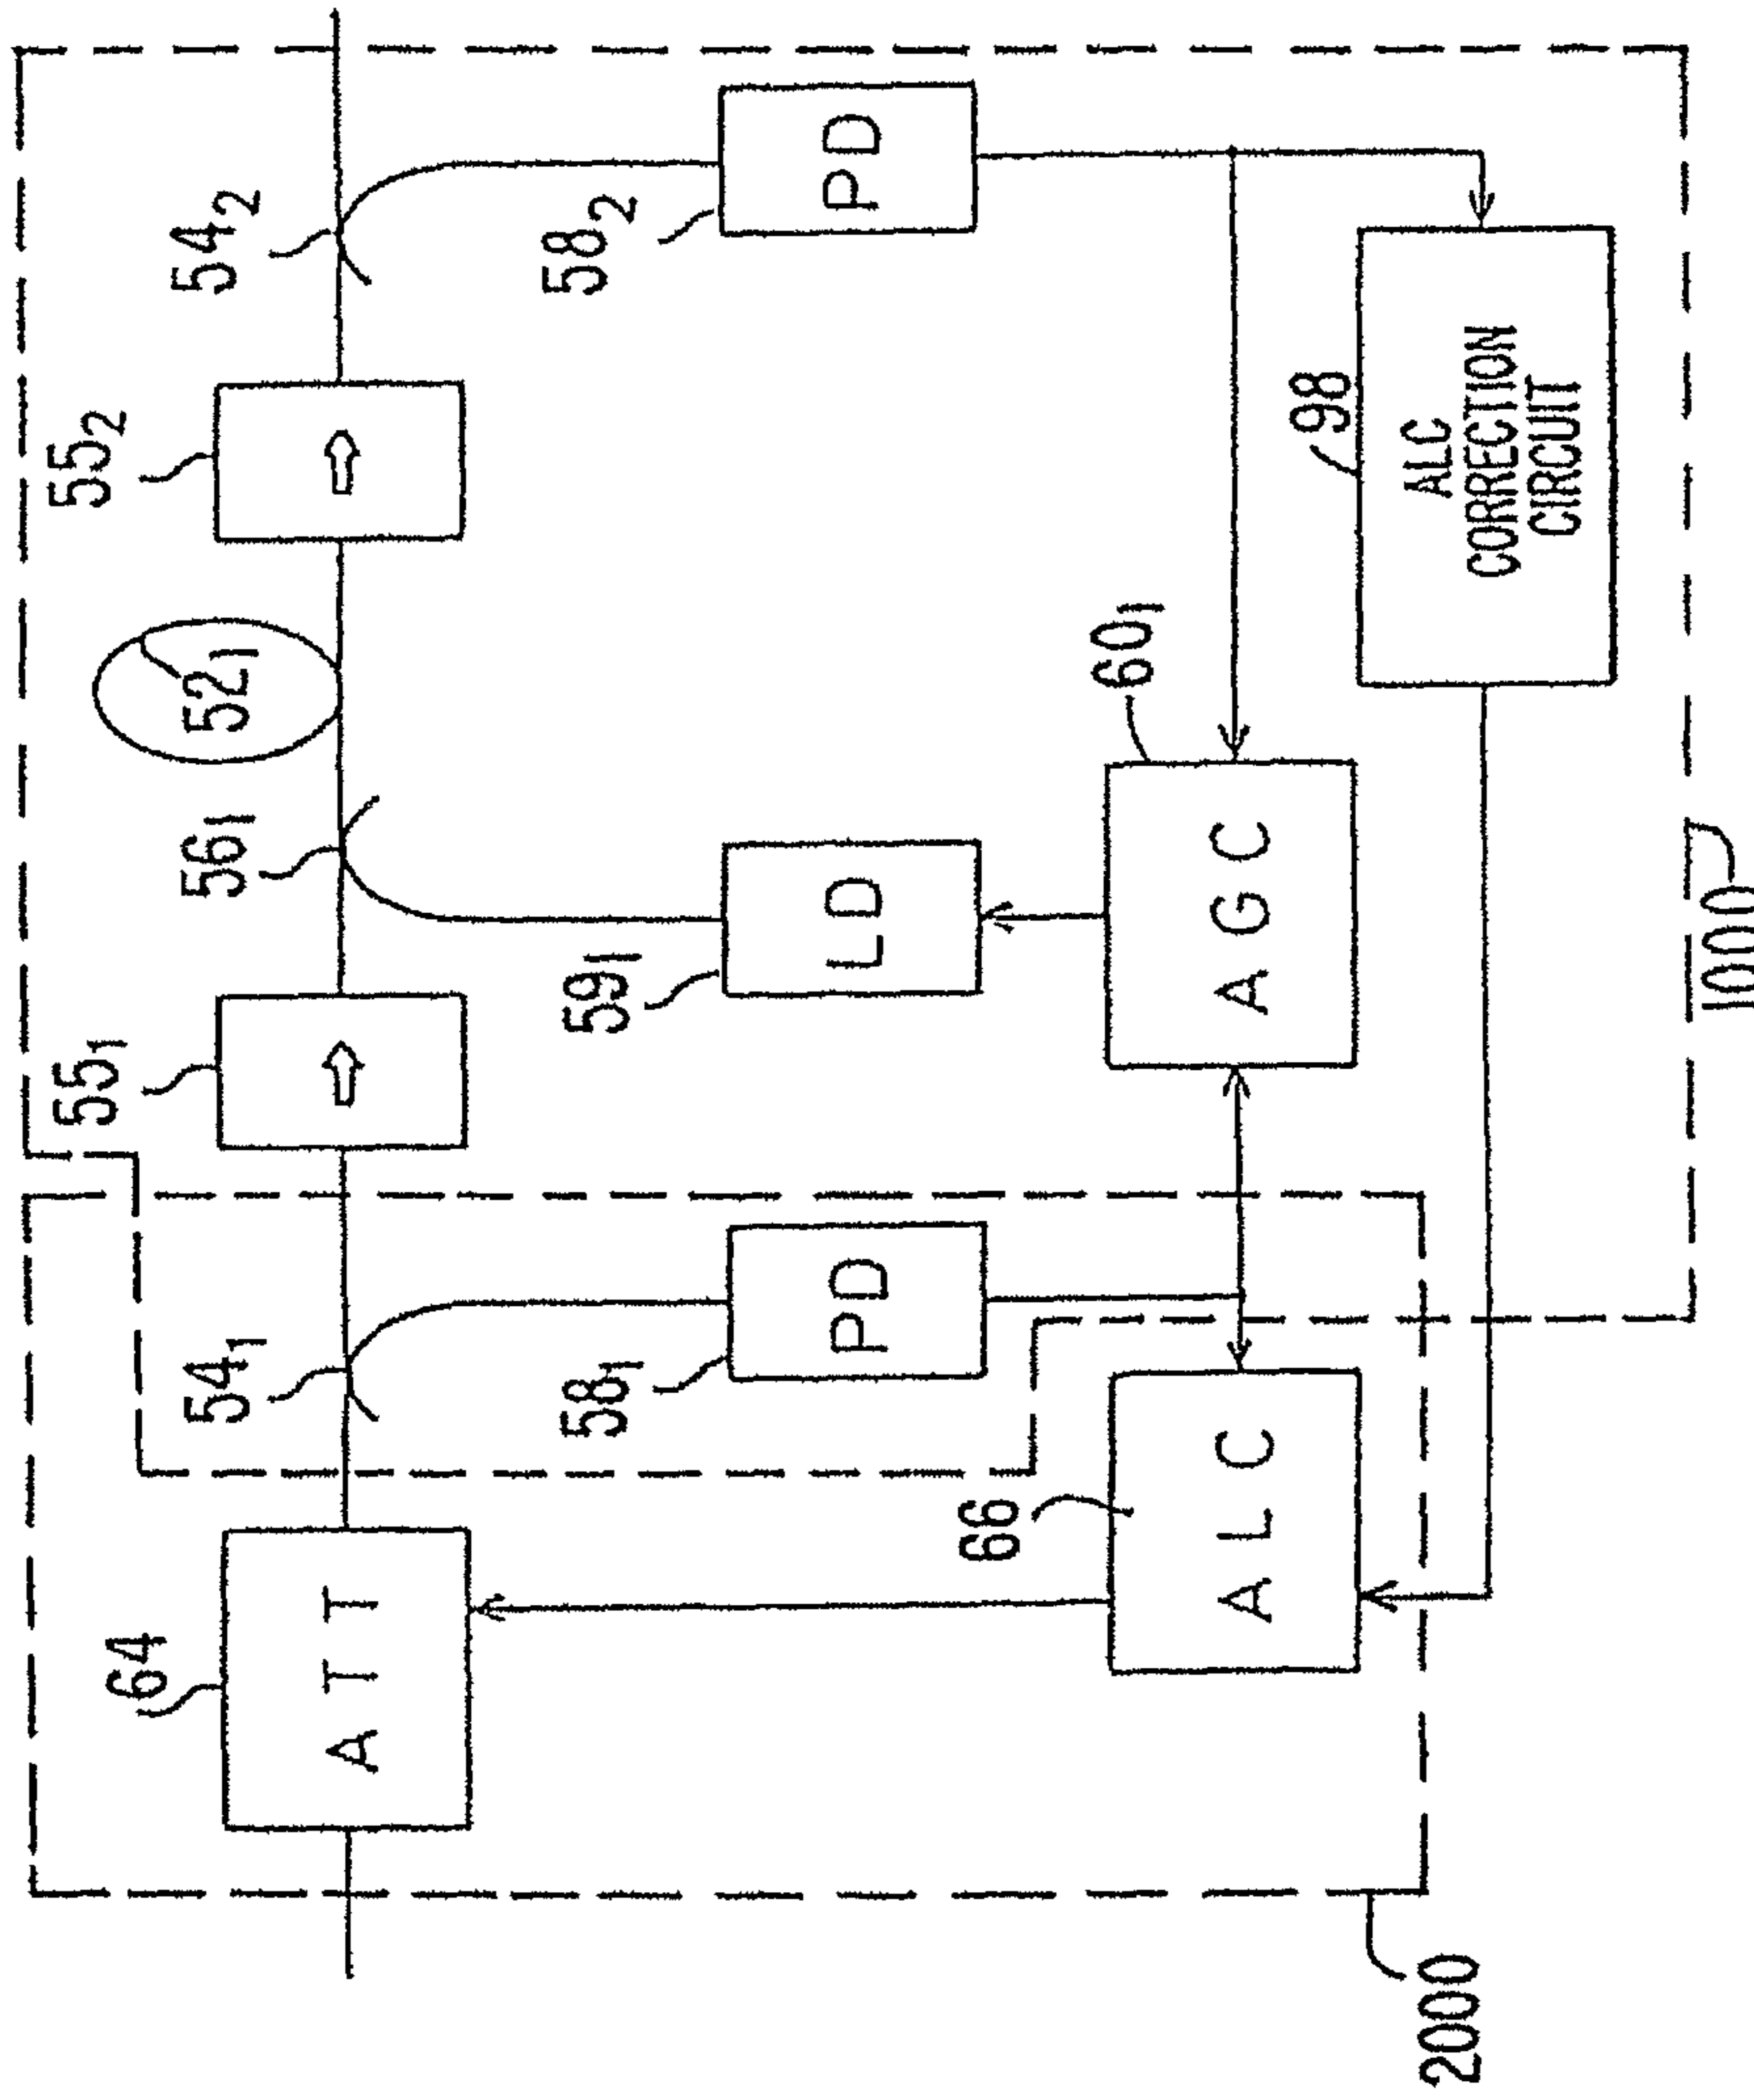 64
ATT
54₁
55₁
56₁
52₁
55₂
54₂
58₁
PD
59₁
LD
58₂
PD
66
ALC
60₁
AGC
98
ALC
CORRECTION
CIRCUIT
2000
1000